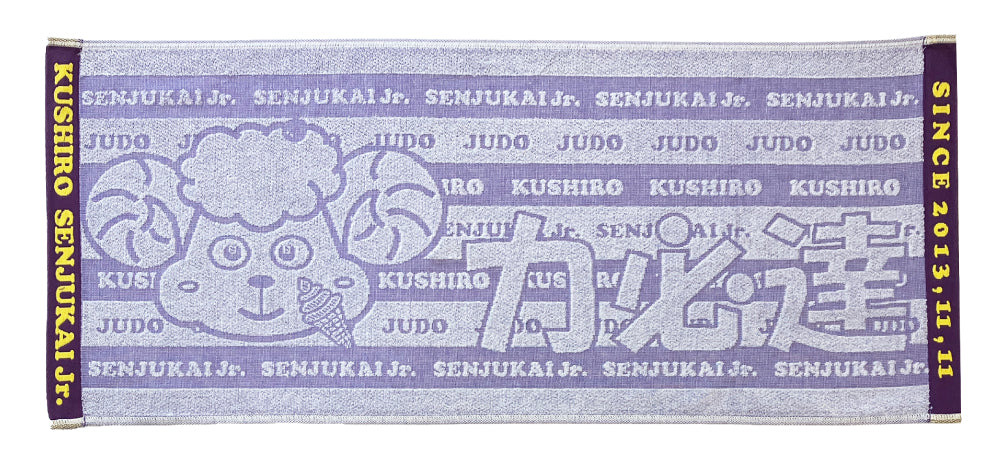 KUSHIRO SENJUKAI Jr.
SENJUKAI Jr. SENJUKAI Jr. SENJUKAI Jr. SENJUKAI Jr. SENJUKAI Jr.
JUDO JUDO JUDO JUDO JUDO JUDO JUDO
IRO KUSHIRO KUSHIRO KUSHIRO
力必達
KUSHI KUSHIRO
JUDO JUDO
SENJUKAI Jr. SENJUKAI Jr. SENJUKAI Jr. SENJUKAI Jr. SENJUKAI Jr.
SINCE 2013,11,11